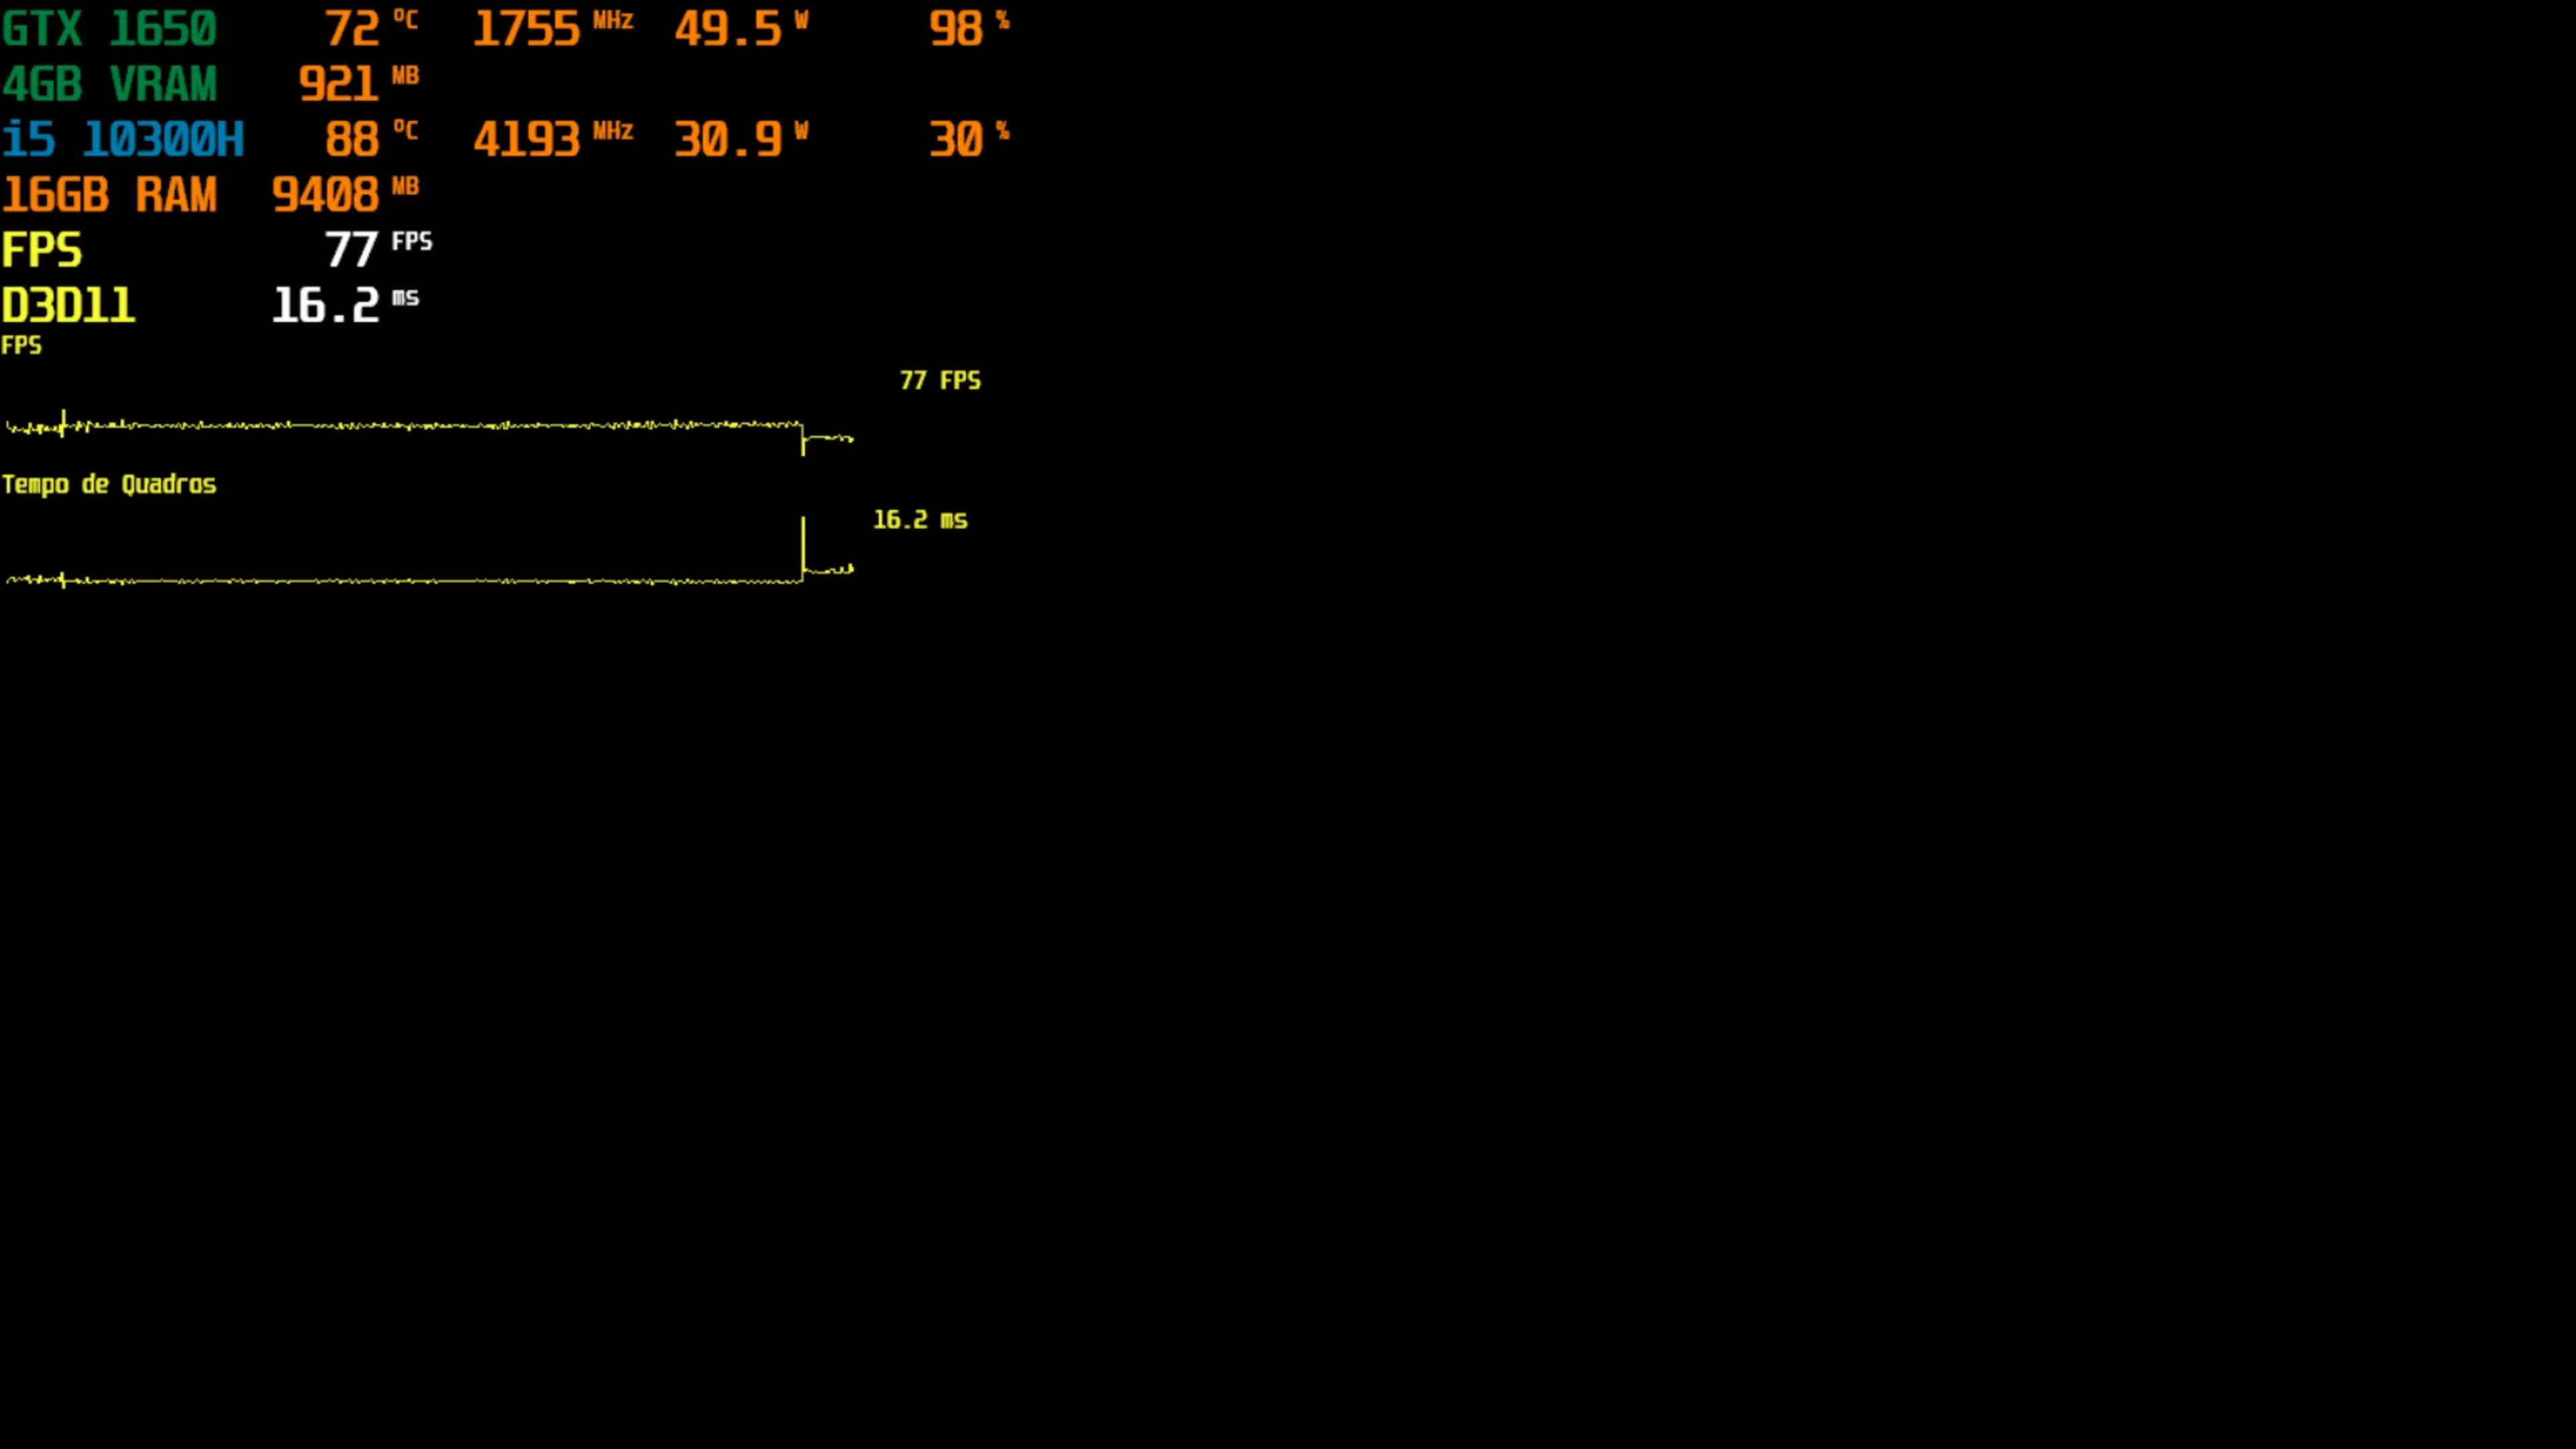 GTX 1650 72 °C 1755 MHz 49.5 W 98 %
4GB VRAM 921 MB
i5 10300H 88 °C 4193 MHz 30.9 W 30 %
16GB RAM 9408 MB
FPS 77 FPS
D3D11 16.2 ms
FPS
77 FPS
Tempo de Quadros
16.2 ms